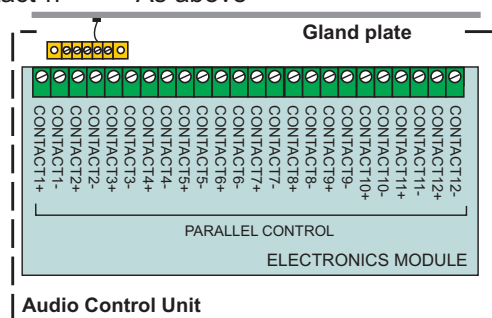 As above
Gland plate
CONTACT1+
CONTACT1-
CONTACT2+
CONTACT2-
CONTACT3+
CONTACT3-
CONTACT4+
CONTACT4-
CONTACT5+
CONTACT5-
CONTACT6+
CONTACT6-
CONTACT7+
CONTACT7-
CONTACT8+
CONTACT8-
CONTACT9+
CONTACT9-
CONTACT10+
CONTACT10-
CONTACT11+
CONTACT11-
CONTACT12+
CONTACT12-
PARALLEL CONTROL
ELECTRONICS MODULE
Audio Control Unit